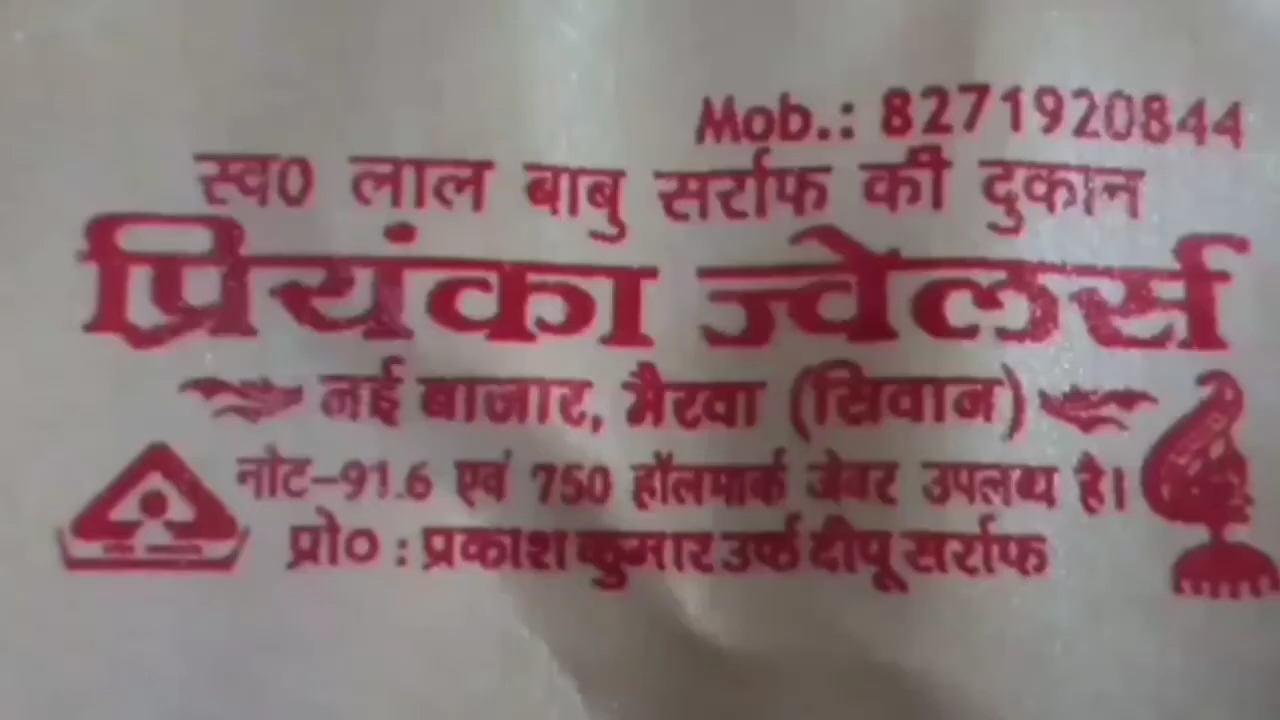 Mob.: 8271920844
स्व० लाल बाबु सर्राफ की दुकान
प्रियंका ज्वेलर्स
नई बाजार, मैरवा (सिवान)
नोट-91.6 एवं 750 हॉलमार्क जेवर उपलब्ध है।
प्रो० : प्रकाश कुमार उर्फ दीपू सर्राफ